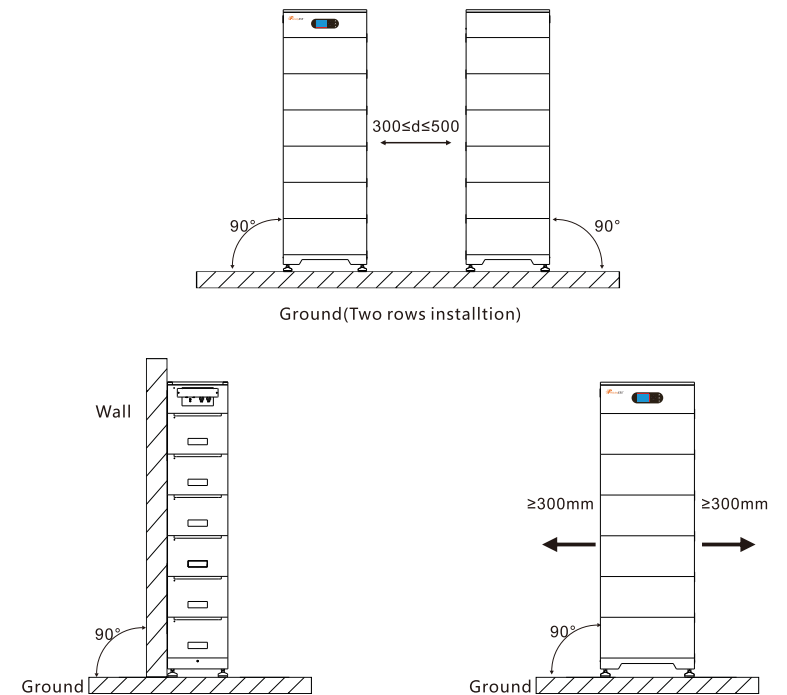 300≤d≤500
90°
90°
Ground(Two rows installtion)
Wall
≥300mm
≥300mm
90°
90°
Ground
Ground